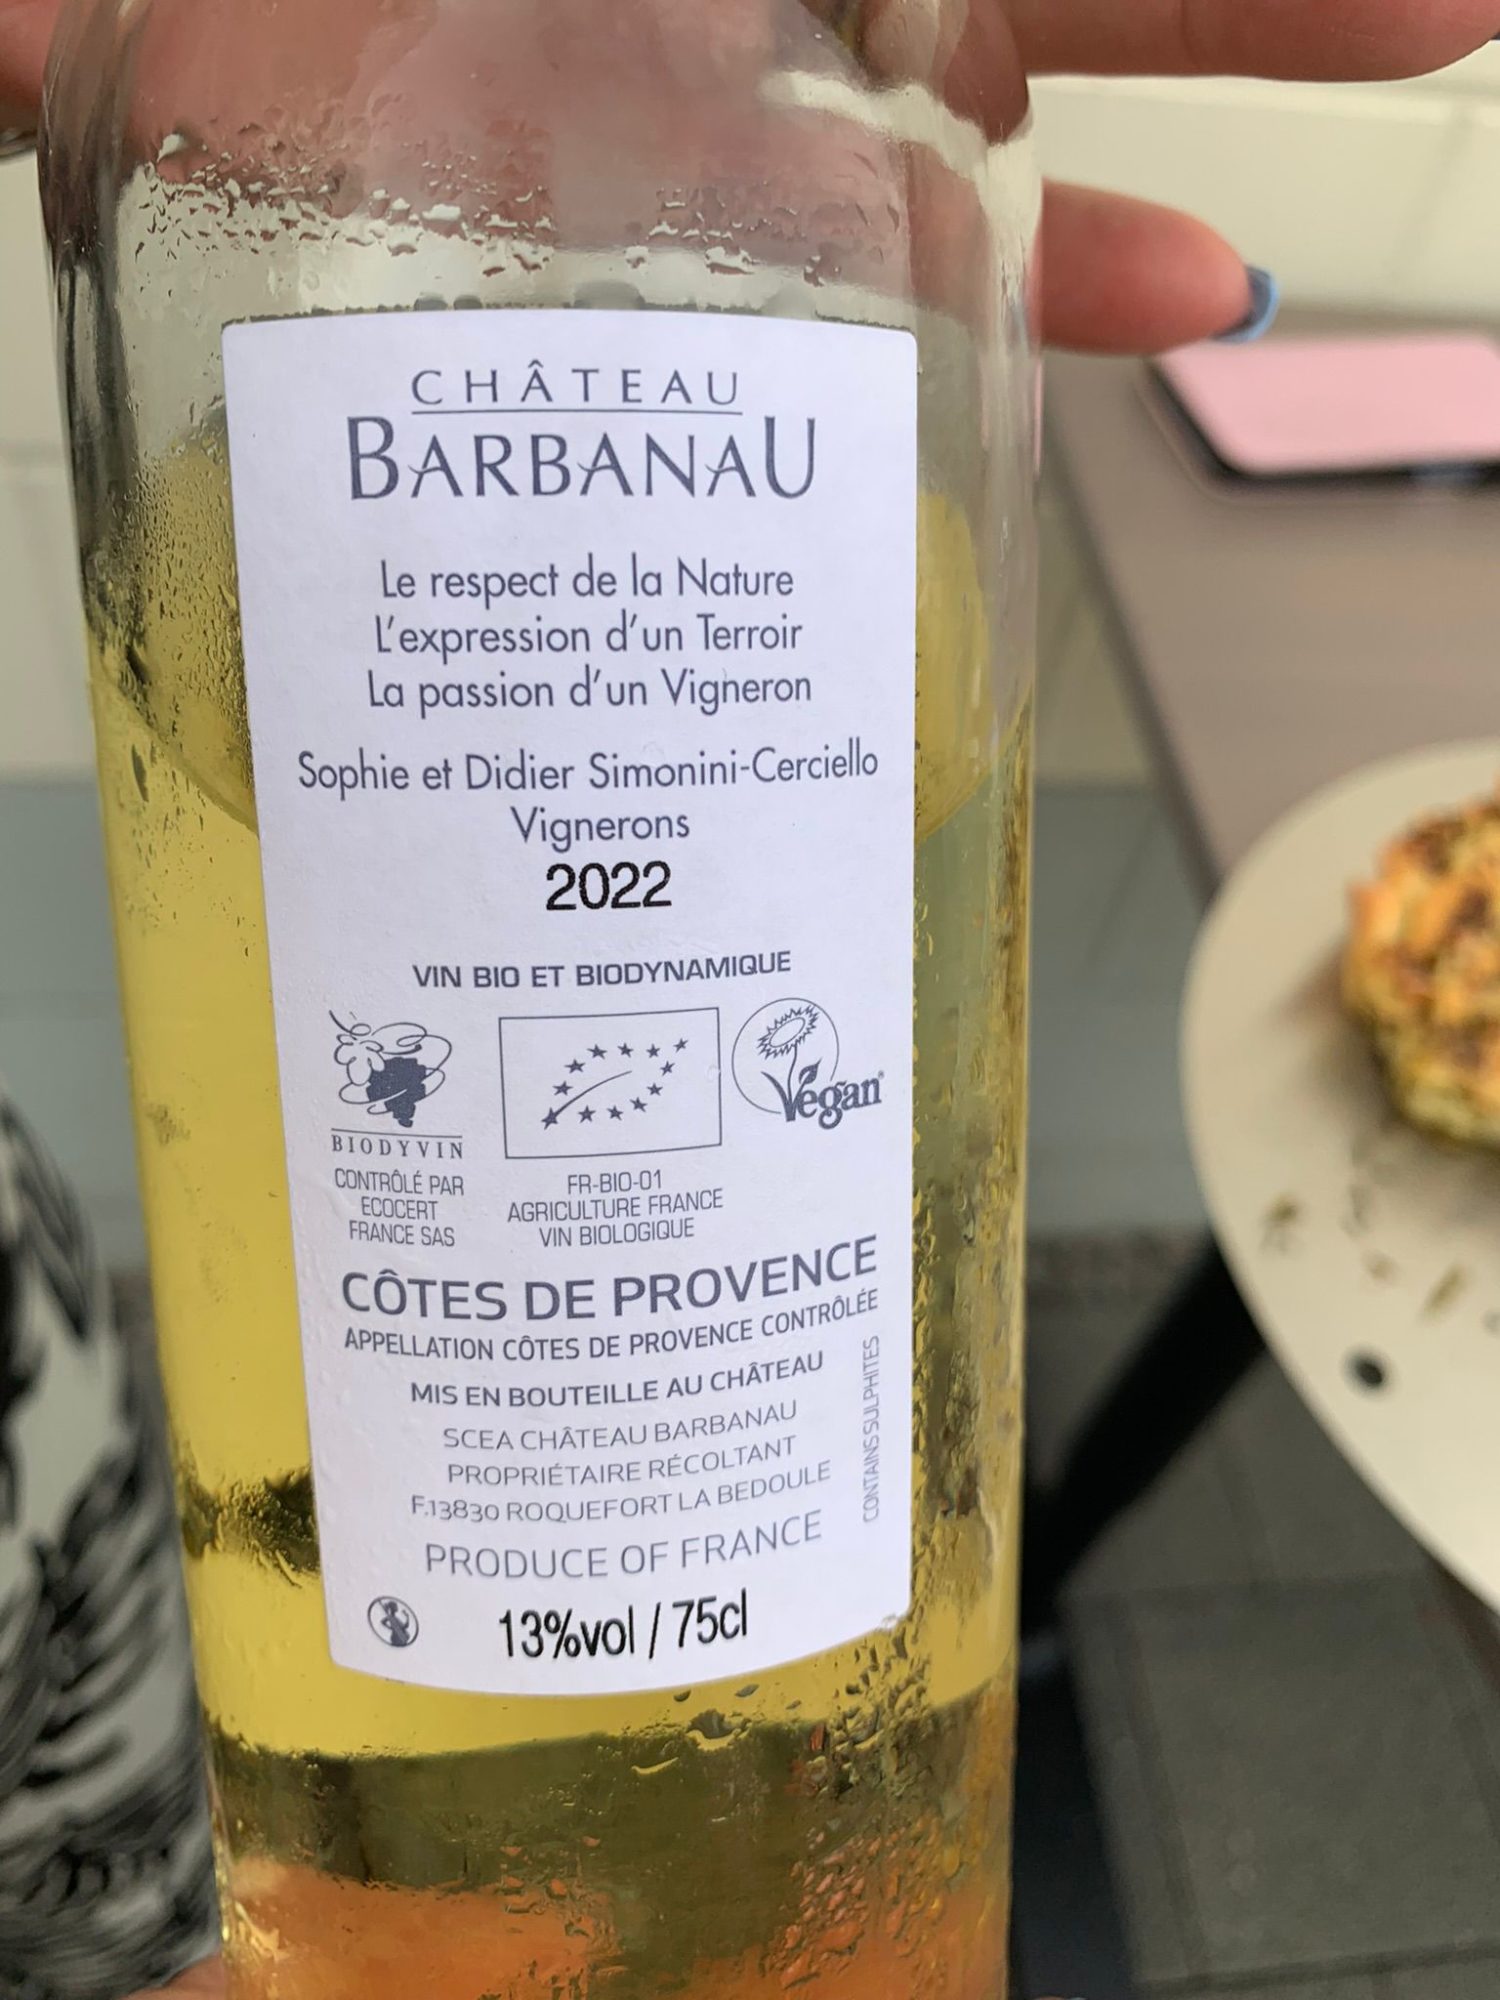 CHÂTEAU
BARBANAU
Le respect de la Nature
L'expression d'un Terroir
La passion d'un Vigneron
Sophie et Didier Simonini-Cerciello
Vignerons
2022
VIN BIO ET BIODYNAMIQUE
BIODYVIN
CONTRÔLÉ PAR
ECOCERT
FRANCE SAS
FR-BIO-01
AGRICULTURE FRANCE
VIN BIOLOGIQUE
Vegan
CÔTES DE PROVENCE
APPELLATION CÔTES DE PROVENCE CONTRÔLÉE
MIS EN BOUTEILLE AU CHÂTEAU
SCEA CHÂTEAU BARBANAU
PROPRIÉTAIRE RÉCOLTANT
F.13830 ROQUEFORT LA BEDOULE
PRODUCE OF FRANCE
CONTAINS SULPHITES
13%vol / 75cl